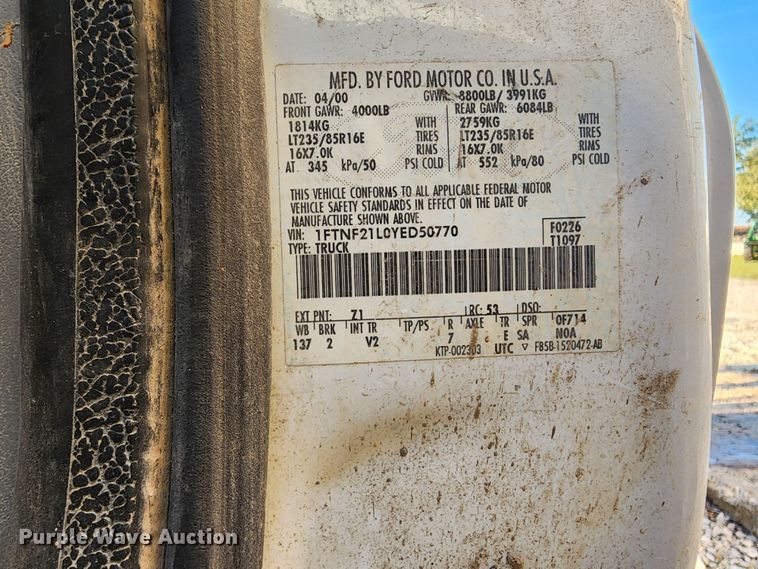 MFD. BY FORD MOTOR CO. IN U.S.A.
DATE: 04/00 GVWR: 8800LB/ 3991KG
FRONT GAWR: 4000LB REAR GAWR: 6084LB
1814KG WITH 2759KG WITH
LT235/85R16E TIRES LT235/85R16E TIRES
16X7.0K RIMS 16X7.0K RIMS
AT 345 kPa/50 PSI COLD AT 552 kPa/80 PSI COLD
THIS VEHICLE CONFORMS TO ALL APPLICABLE FEDERAL MOTOR
VEHICLE SAFETY STANDARDS IN EFFECT ON THE DATE OF
MANUFACTURE SHOWN ABOVE.
VIN: 1FTNF21L0YED50770 F0226
TYPE: TRUCK T1097
EXT PNT: Z1 RC: 53 DSO:
WB BRK INT TR TP/PS R AXLE TR SPR 0F714
137 2 V2 7 E SA NOA
KTP-002303 UTC F85B-1520472-AB
Purple Wave Auction